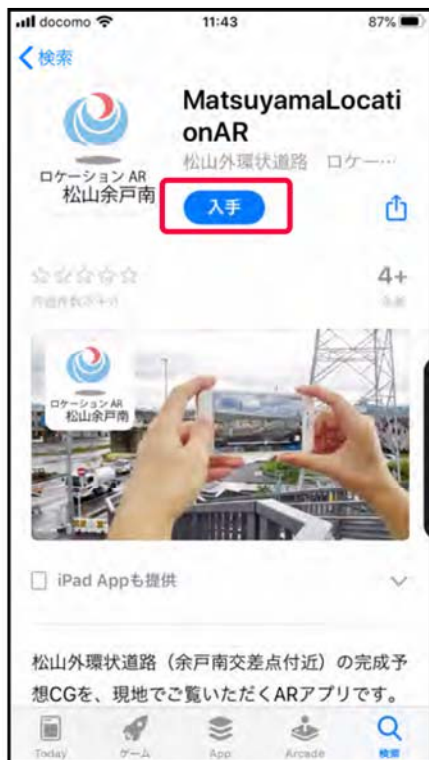 docomo 11:43 87%
検索
MatsuyamaLocati
onAR
松山外環状道路 ロケー…
ロケーション AR
松山余戸南
入手
4+
ロケーション AR
松山余戸南
iPad Appも提供
松山外環状道路（余戸南交差点付近）の完成予
想CGを、現地でご覧いただくARアプリです。
Today ゲーム App Arcade 検索